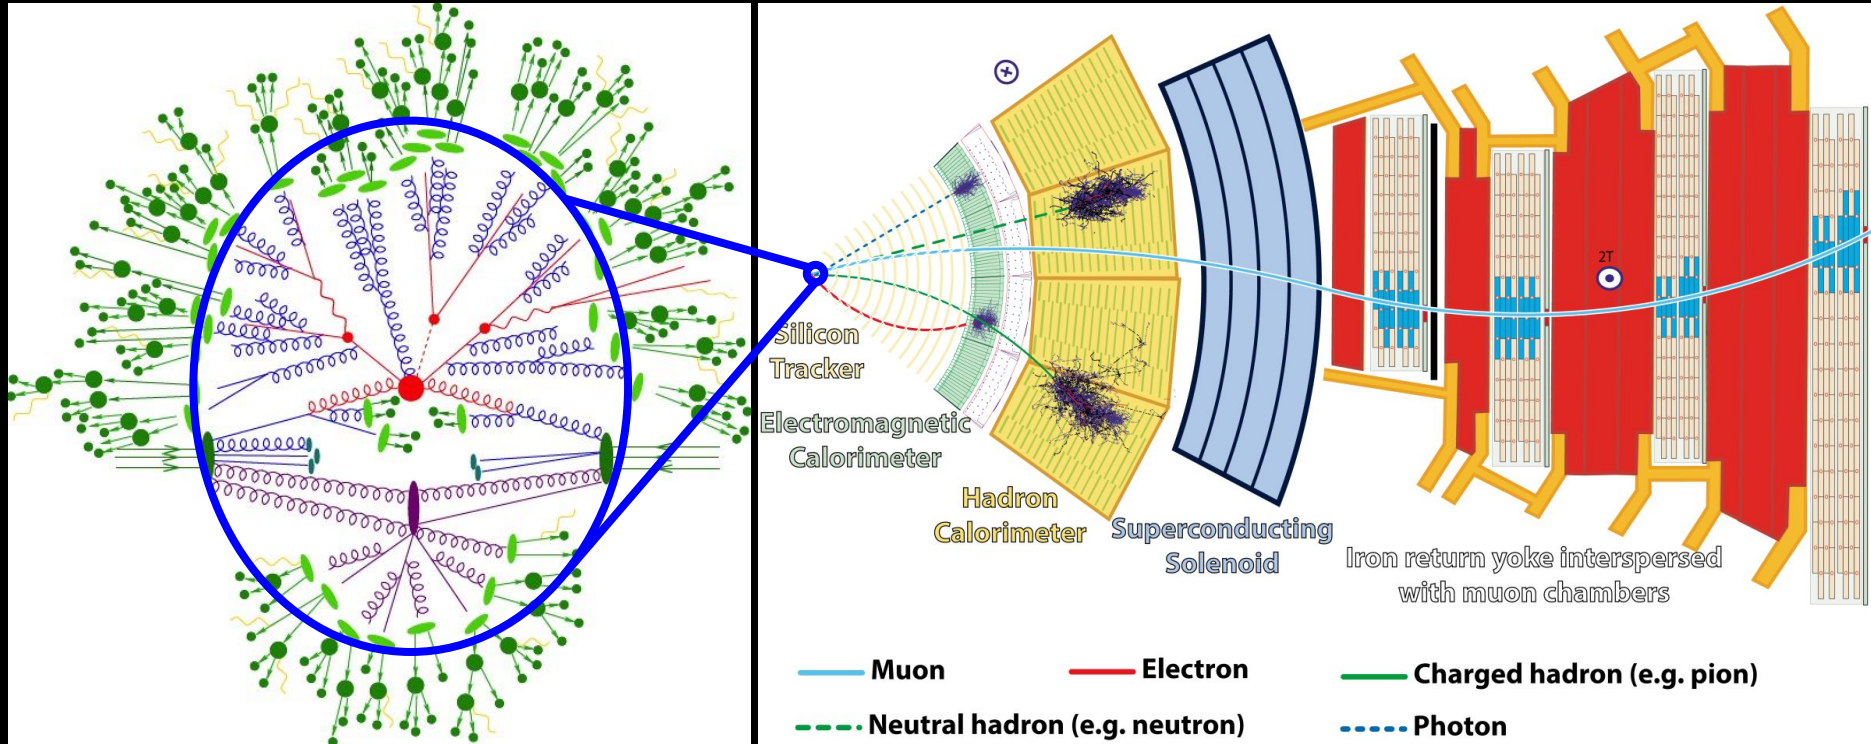 Silicon
Tracker
Electromagnetic
Calorimeter
Hadron
Calorimeter
Superconducting
Solenoid
2T
Iron return yoke interspersed
with muon chambers
Muon
Electron
Charged hadron (e.g. pion)
Neutral hadron (e.g. neutron)
Photon